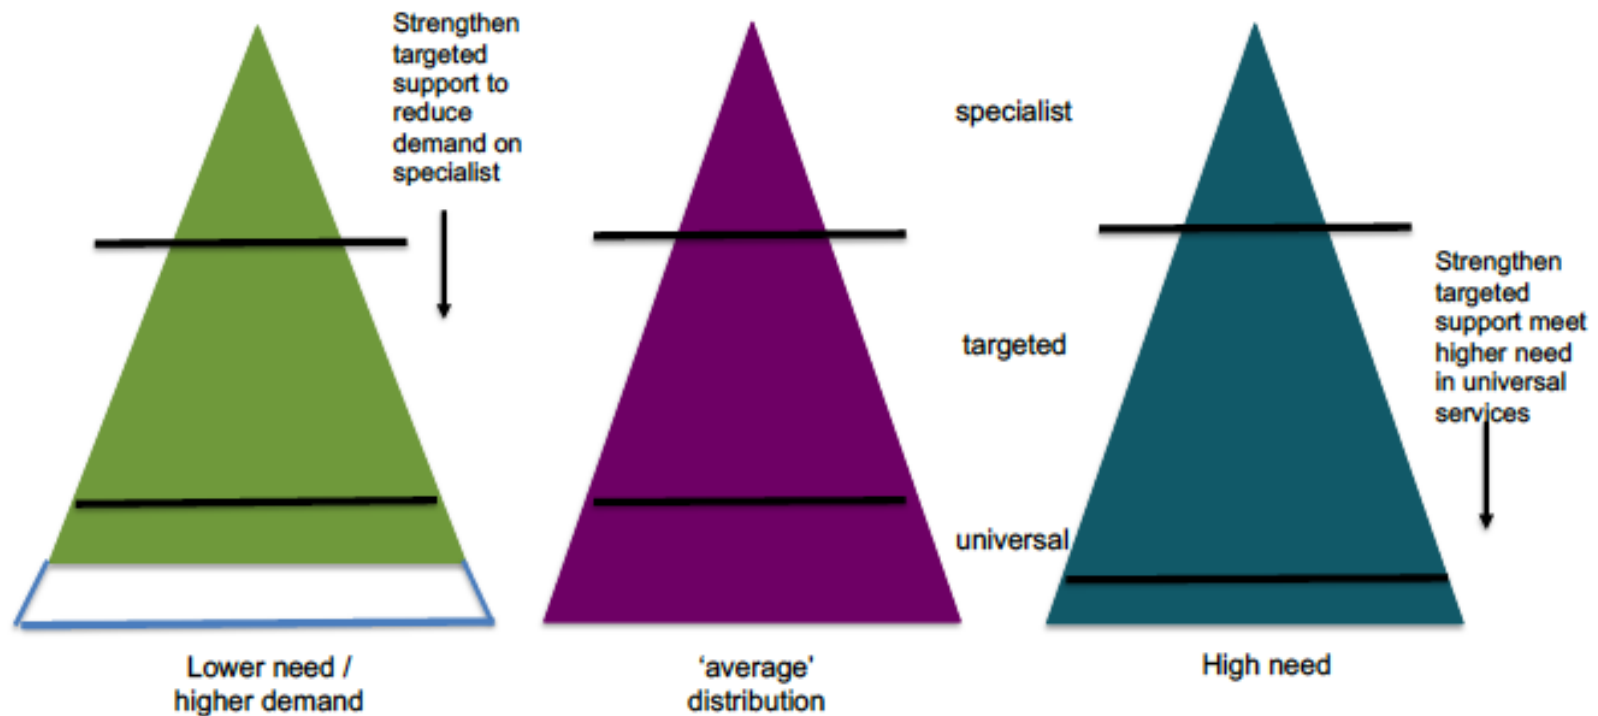 Strengthen
targeted
support to
reduce
demand on
specialist
specialist
targeted
universal
Strengthen
targeted
support meet
higher need
in universal
services
Lower need /
higher demand
‘average’
distribution
High need